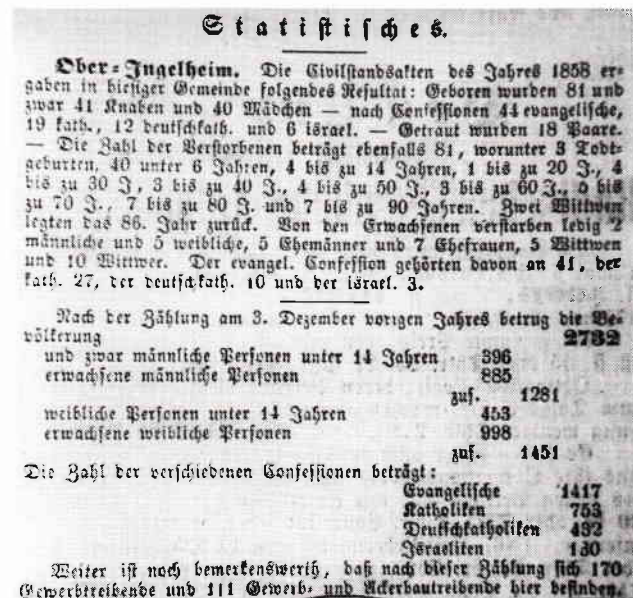 Statistisches.
Ober-Ingelheim. Die Civilstandsakten des Jahres 1858 er-
gaben in hiesiger Gemeinde folgendes Resultat: Geboren wurden 81 und
zwar 41 Knaben und 40 Mädchen — nach Confessionen 44 evangelische,
19 kath., 12 deutschkath. und 6 israel. — Getraut wurden 18 Paare.
— Die Zahl der Verstorbenen beträgt ebenfalls 81, worunter 3 Todt-
geburten, 40 unter 6 Jahren, 4 bis zu 14 Jahren, 1 bis zu 20 J., 4
bis zu 30 J., 3 bis zu 40 J., 4 bis zu 50 J., 3 bis zu 60 J., 5 bis
zu 70 J., 7 bis zu 80 J. und 7 bis zu 90 Jahren. Zwei Wittwen
legten das 86. Jahr zurück. Von den Erwachsenen verstarben ledig 2
männliche und 5 weibliche, 5 Ehemänner und 7 Ehefrauen, 5 Wittwen
und 10 Wittwer. Der evangel. Confession gehörten davon an 41, der
kath. 27, der deutschkath. 10 und der israel. 3.
Nach der Zählung am 3. Dezember vorigen Jahres betrug die Be-
völkerung 2732
und zwar männliche Personen unter 14 Jahren 396
erwachsene männliche Personen 885
zus. 1281
weibliche Personen unter 14 Jahren 453
erwachsene weibliche Personen 998
zus. 1451
Die Zahl der verschiedenen Confessionen beträgt:
Evangelische 1417
Katholiken 753
Deutschkatholiken 432
Israeliten 130
Weiter ist noch bemerkenswerth, daß nach dieser Zählung sich 170
Gewerbtreibende und 111 Gewerb- und Ackerbautreibende hier befinden.